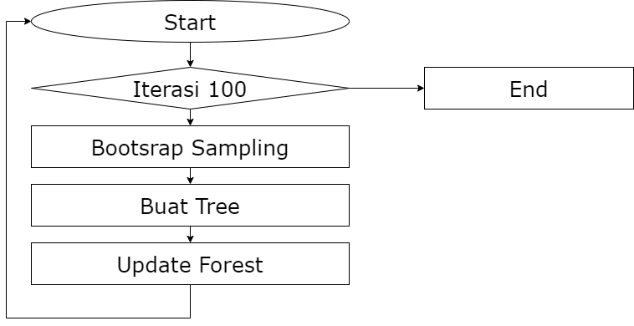 Start
Iterasi 100
End
Bootsrap Sampling
Buat Tree
Update Forest